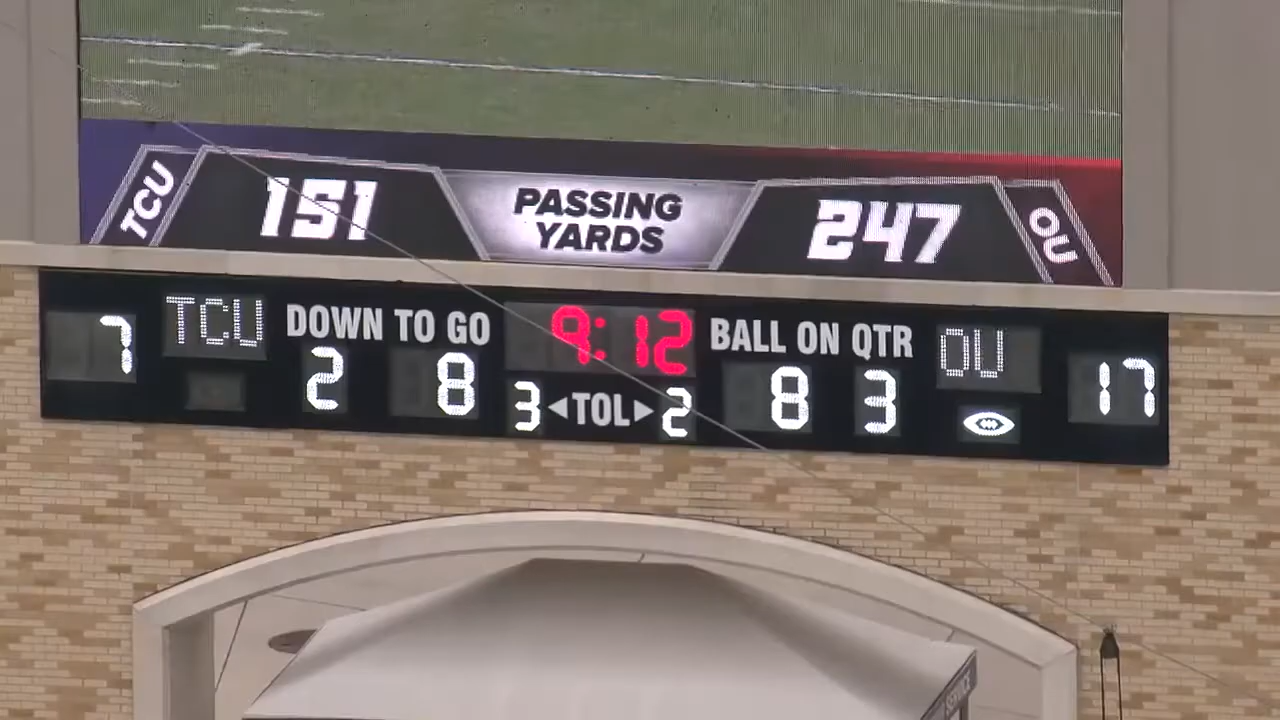 TCU 151 PASSING YARDS 247 OU
TCU DOWN TO GO 9:12 BALL ON QTR OU
7 2 8 3 ◀TOL▶ 2 8 3 17
SERVICE